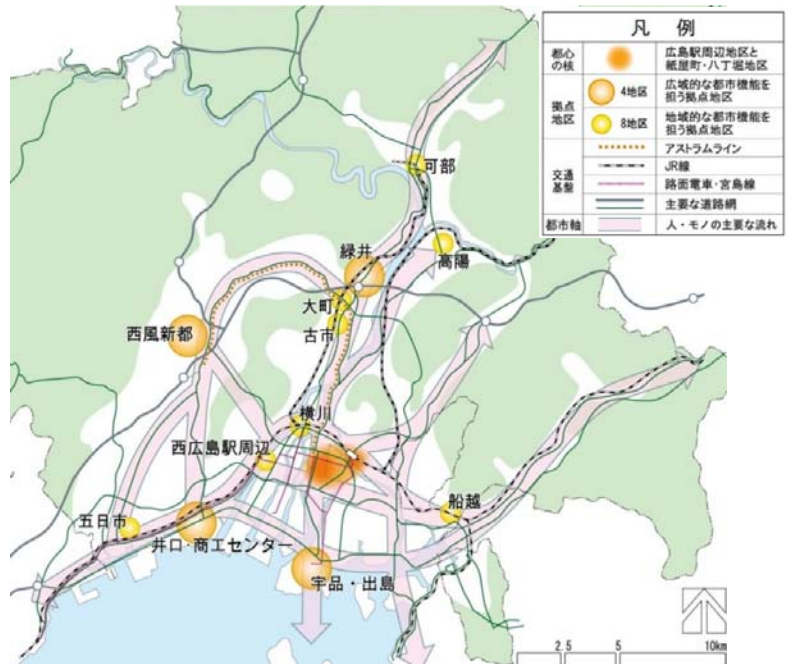 凡例
都心の核
広島駅周辺地区と
紙屋町・八丁堀地区
拠点地区
4地区
広域的な都市機能を
担う拠点地区
8地区
地域的な都市機能を
担う拠点地区
交通基盤
アストラムライン
JR線
路面電車・宮島線
主要な道路網
都市軸
人・モノの主要な流れ
可部
高陽
緑井
大町
古市
西風新都
横川
西広島駅周辺
船越
五日市
井口・商工センター
宇品・出島
2.5 5 10km